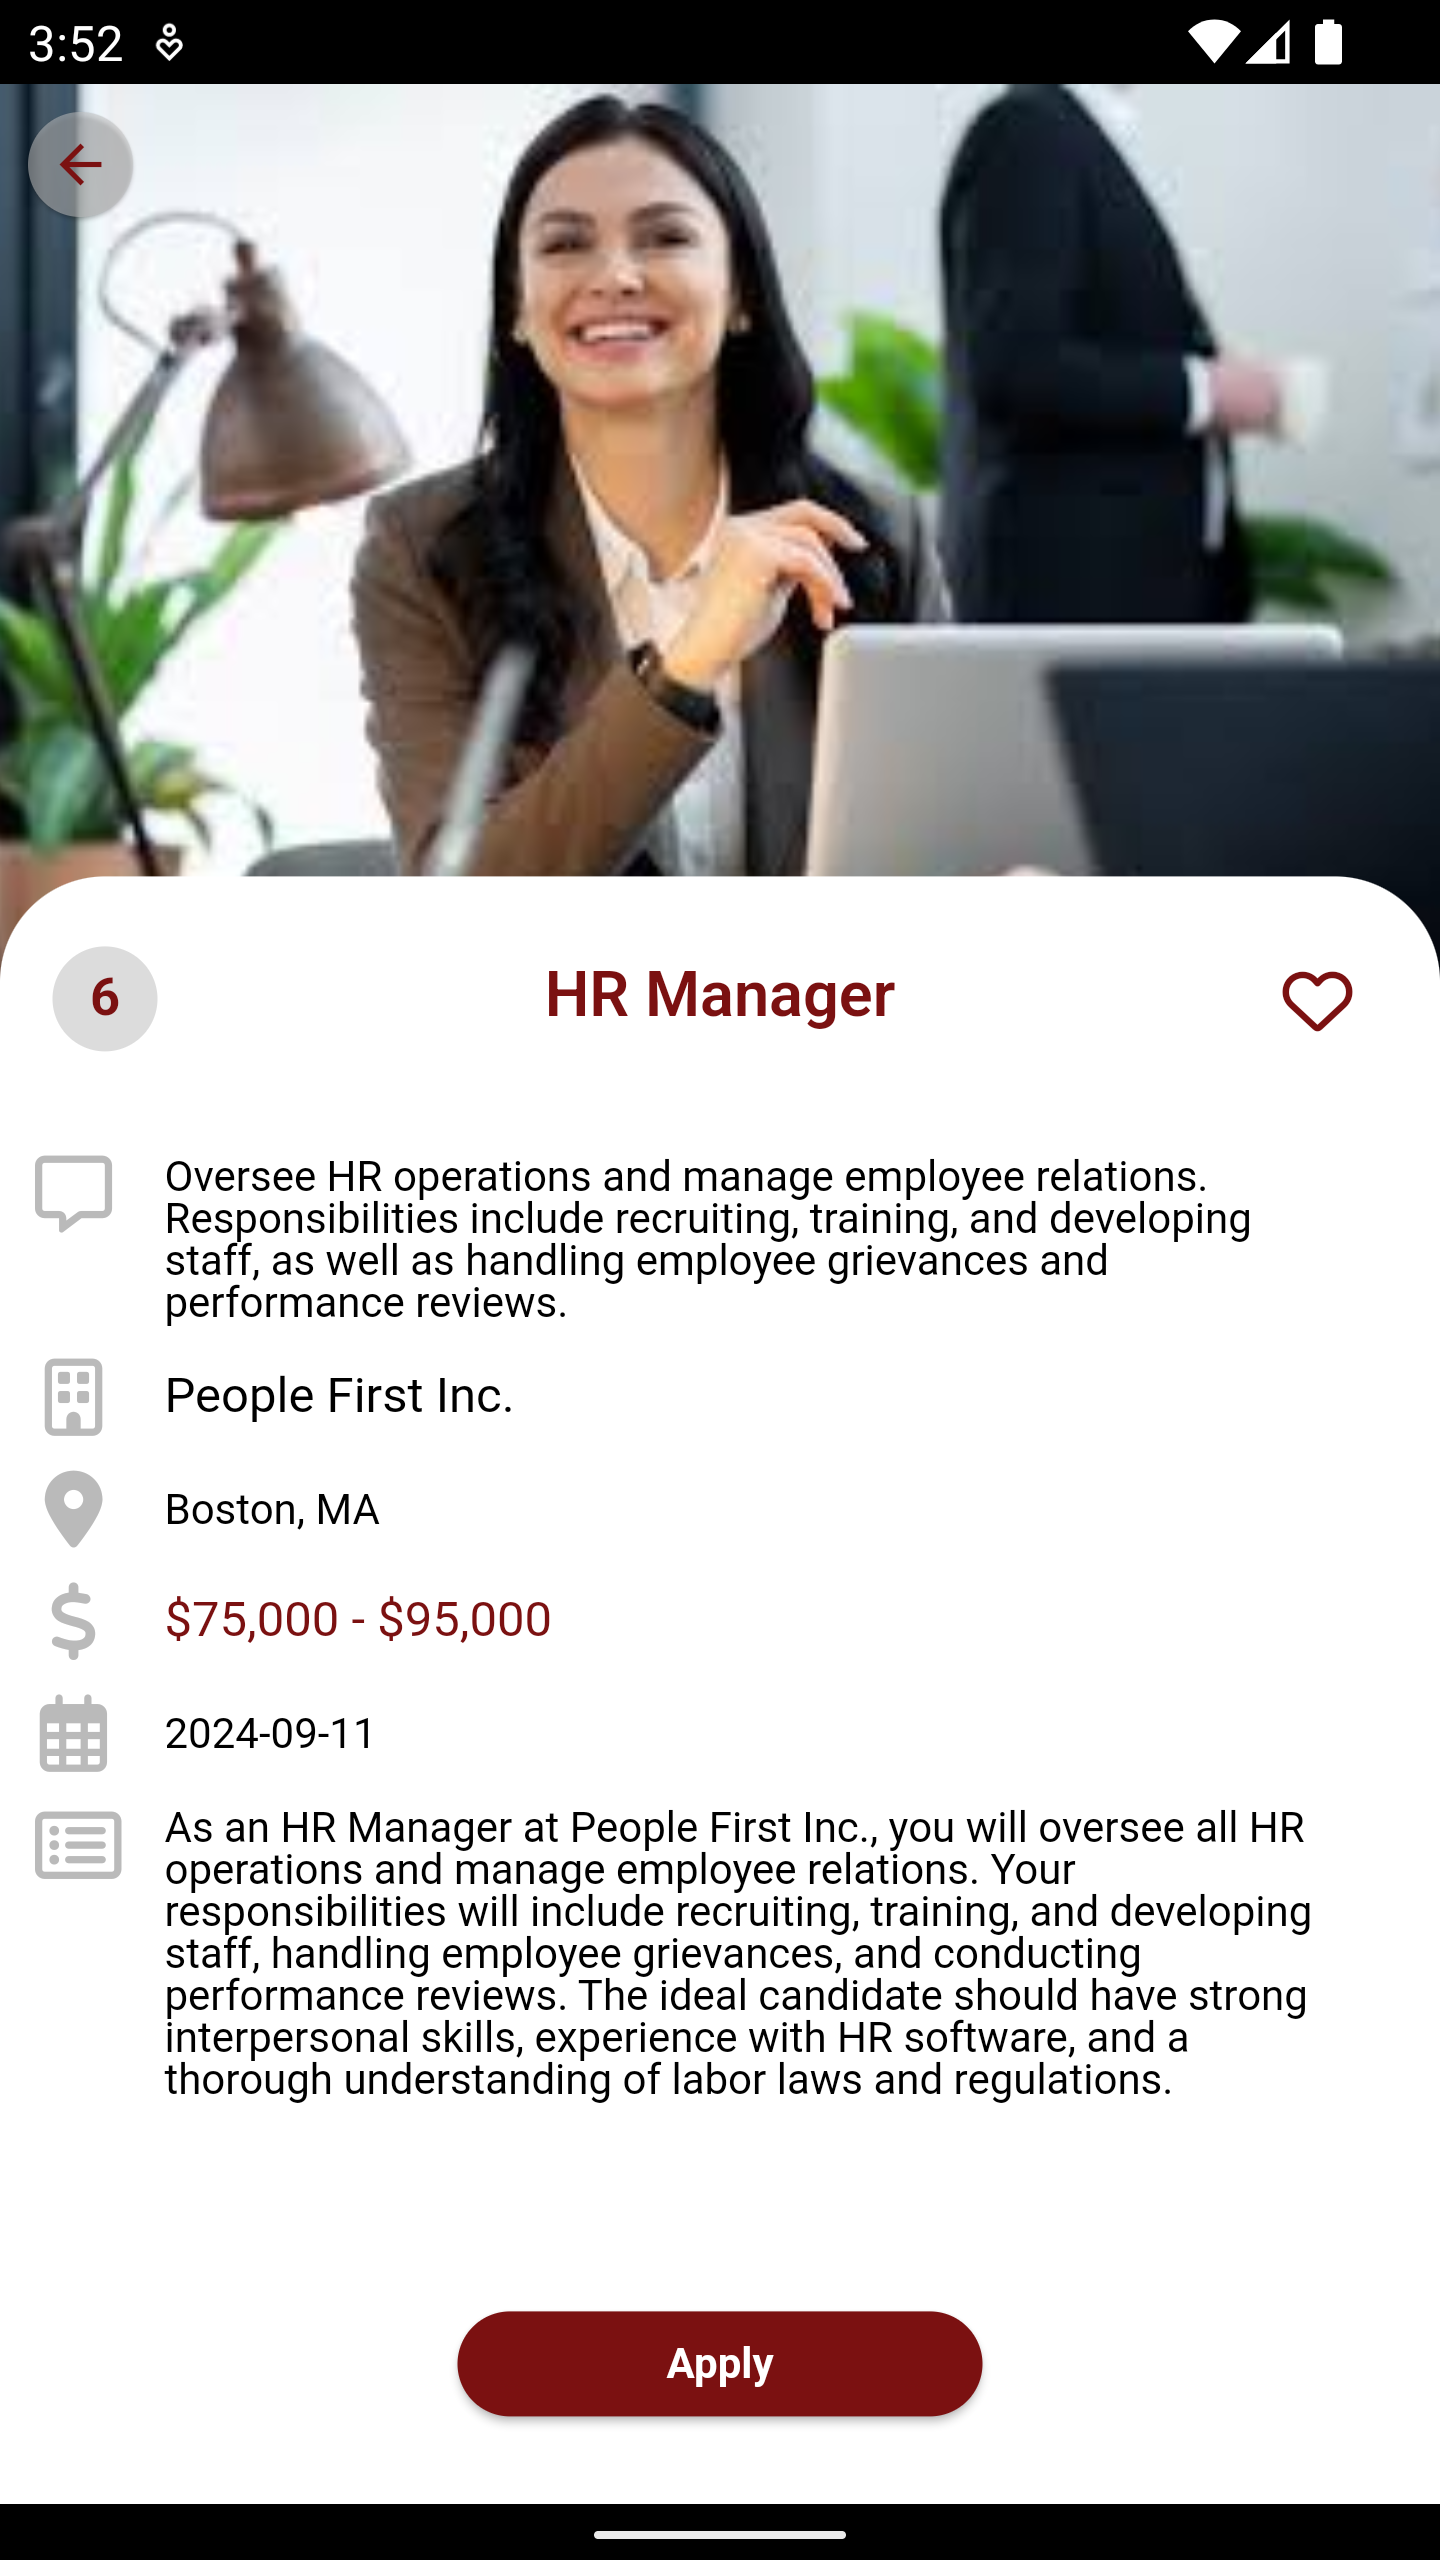 3:52
6
HR Manager
Oversee HR operations and manage employee relations.
Responsibilities include recruiting, training, and developing
staff, as well as handling employee grievances and
performance reviews.
People First Inc.
Boston, MA
$75,000 - $95,000
2024-09-11
As an HR Manager at People First Inc., you will oversee all HR
operations and manage employee relations. Your
responsibilities will include recruiting, training, and developing
staff, handling employee grievances, and conducting
performance reviews. The ideal candidate should have strong
interpersonal skills, experience with HR software, and a
thorough understanding of labor laws and regulations.
Apply